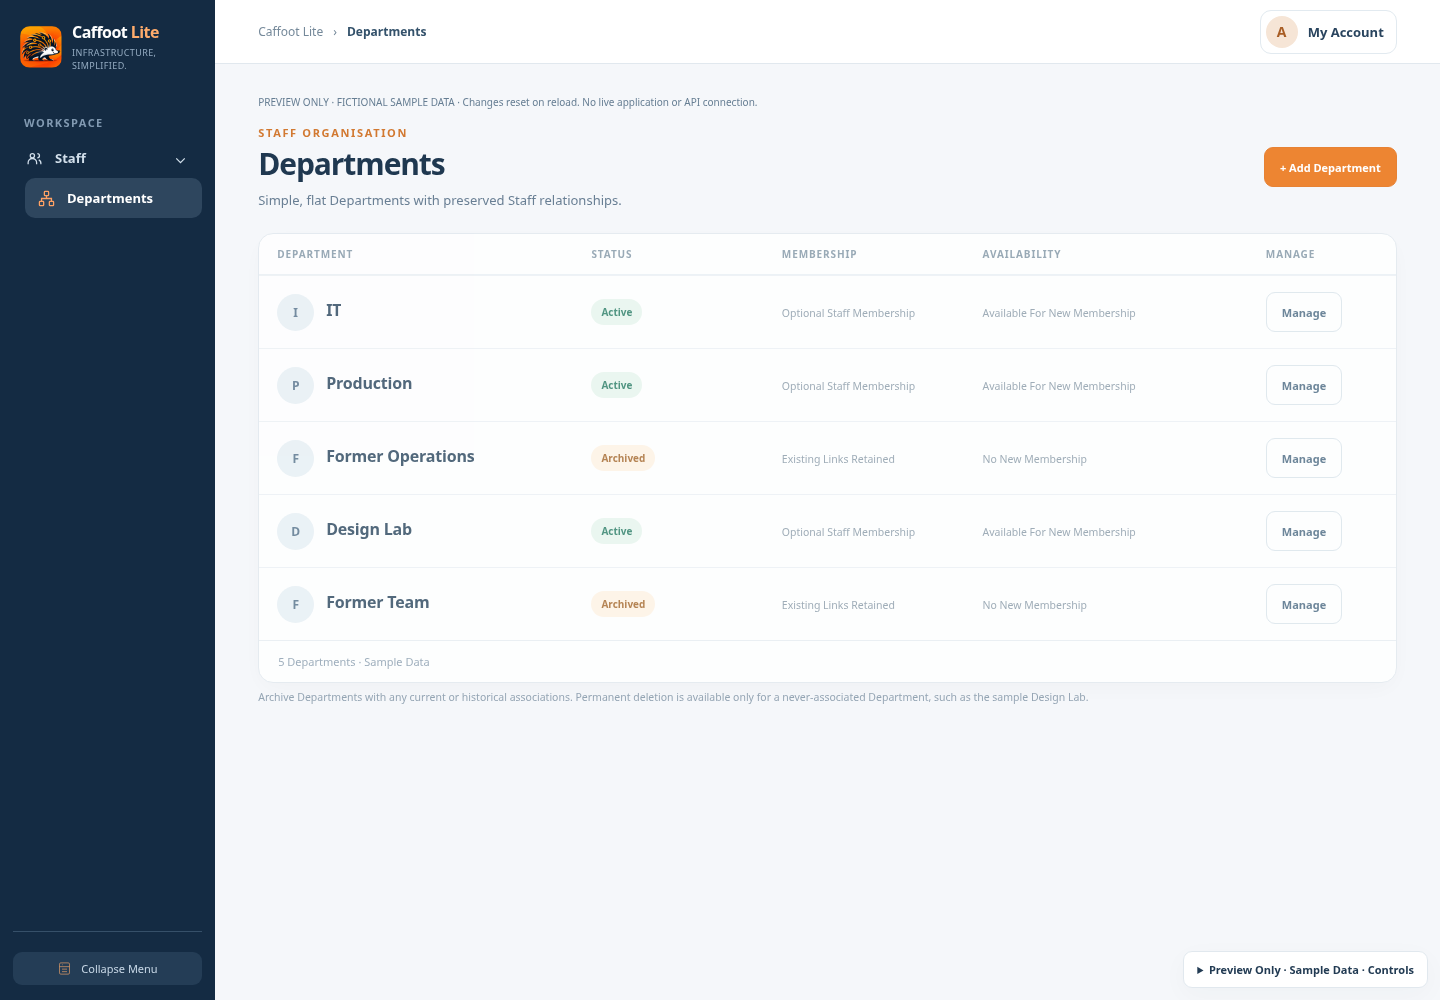 Caffoot Lite
INFRASTRUCTURE,
SIMPLIFIED.
WORKSPACE
Staff
Departments
Collapse Menu
Caffoot Lite › Departments
A My Account
PREVIEW ONLY · FICTIONAL SAMPLE DATA · Changes reset on reload. No live application or API connection.
STAFF ORGANISATION
Departments
Simple, flat Departments with preserved Staff relationships.
+ Add Department
DEPARTMENT STATUS MEMBERSHIP AVAILABILITY MANAGE
I IT Active Optional Staff Membership Available For New Membership Manage
P Production Active Optional Staff Membership Available For New Membership Manage
F Former Operations Archived Existing Links Retained No New Membership Manage
D Design Lab Active Optional Staff Membership Available For New Membership Manage
F Former Team Archived Existing Links Retained No New Membership Manage
5 Departments · Sample Data
Archive Departments with any current or historical associations. Permanent deletion is available only for a never-associated Department, such as the sample Design Lab.
Preview Only · Sample Data · Controls